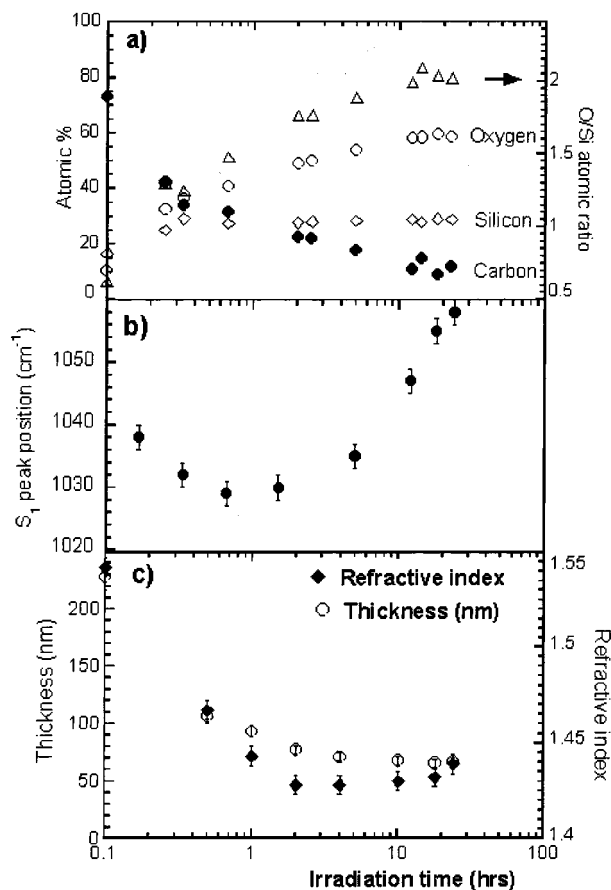 a)
100
80
60
40
20
0
Atomic %
2
1.5
1
0.5
O/Si atomic ratio
Oxygen
Silicon
Carbon
b)
1050
1040
1030
1020
S1 peak position (cm-1)
c)
Refractive index
Thickness (nm)
200
150
100
50
0
Thickness (nm)
1.55
1.5
1.45
1.4
Refractive index
0.1
1
10
100
Irradiation time (hrs)